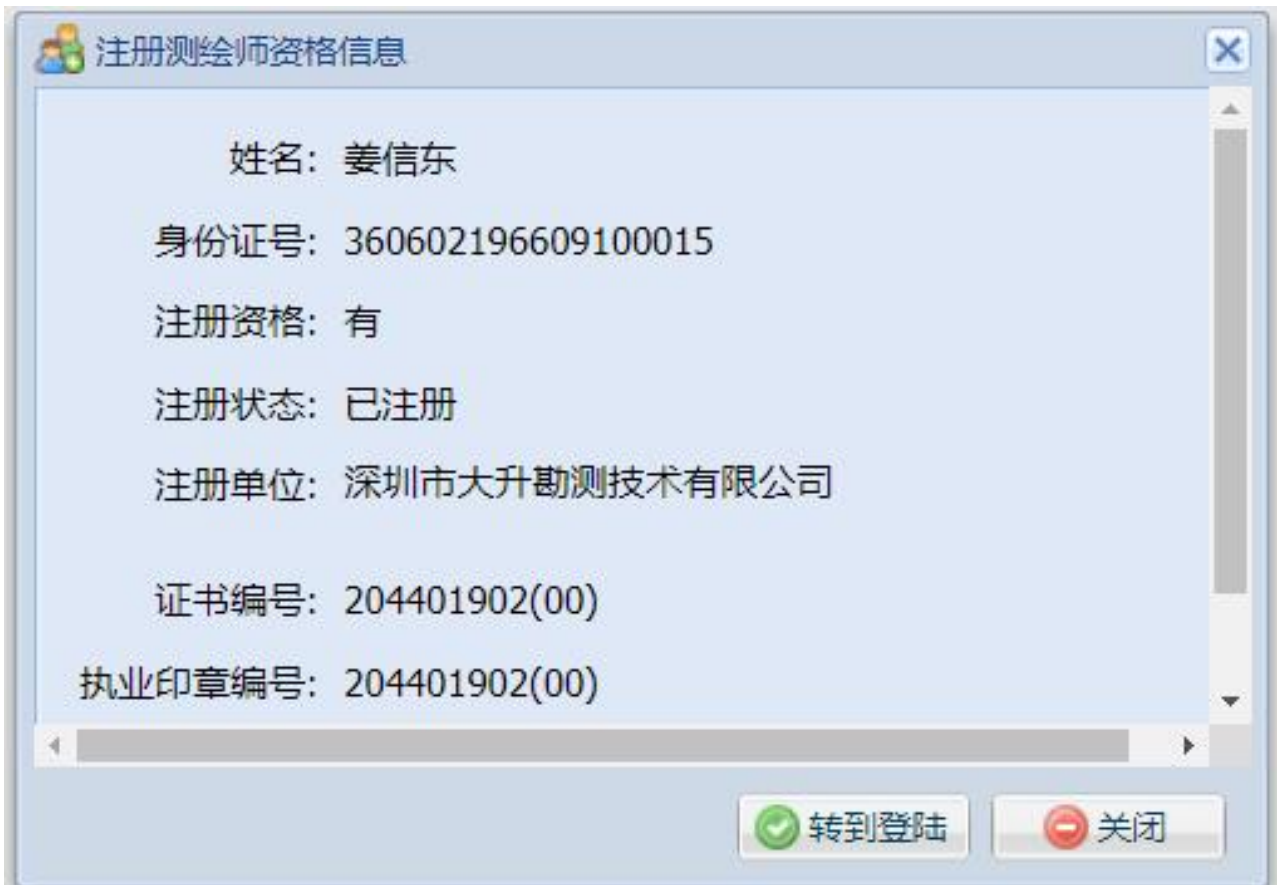 注册测绘师资格信息
姓名: 姜信东
身份证号: 360602196609100015
注册资格: 有
注册状态: 已注册
注册单位: 深圳市大升勘测技术有限公司
证书编号: 204401902(00)
执业印章编号: 204401902(00)
转到登陆 关闭